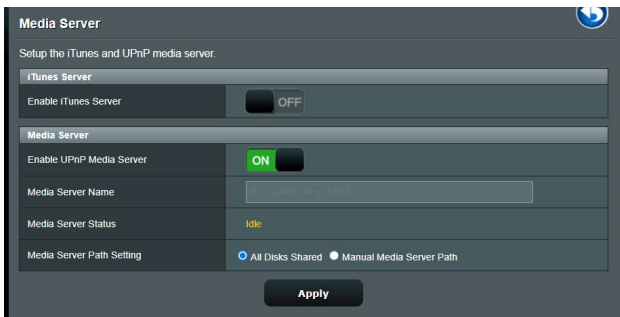 Media Server
Setup the iTunes and UPnP media server.
iTunes Server
Enable iTunes Server OFF
Media Server
Enable UPnP Media Server ON
Media Server Name
Media Server Status Idle
Media Server Path Setting All Disks Shared Manual Media Server Path
Apply